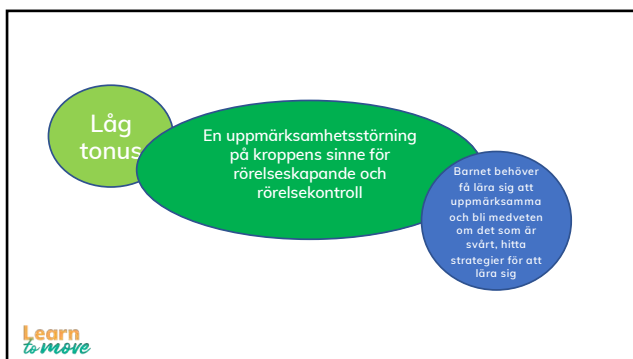 Låg
tonus
En uppmärksamhetsstörning
på kroppens sinne för
rörelseskapande och
rörelsekontroll
Barnet behöver
få lära sig att
uppmärksamma
och bli medveten
om det som är
svårt, hitta
strategier för att
lära sig
Learn
to move